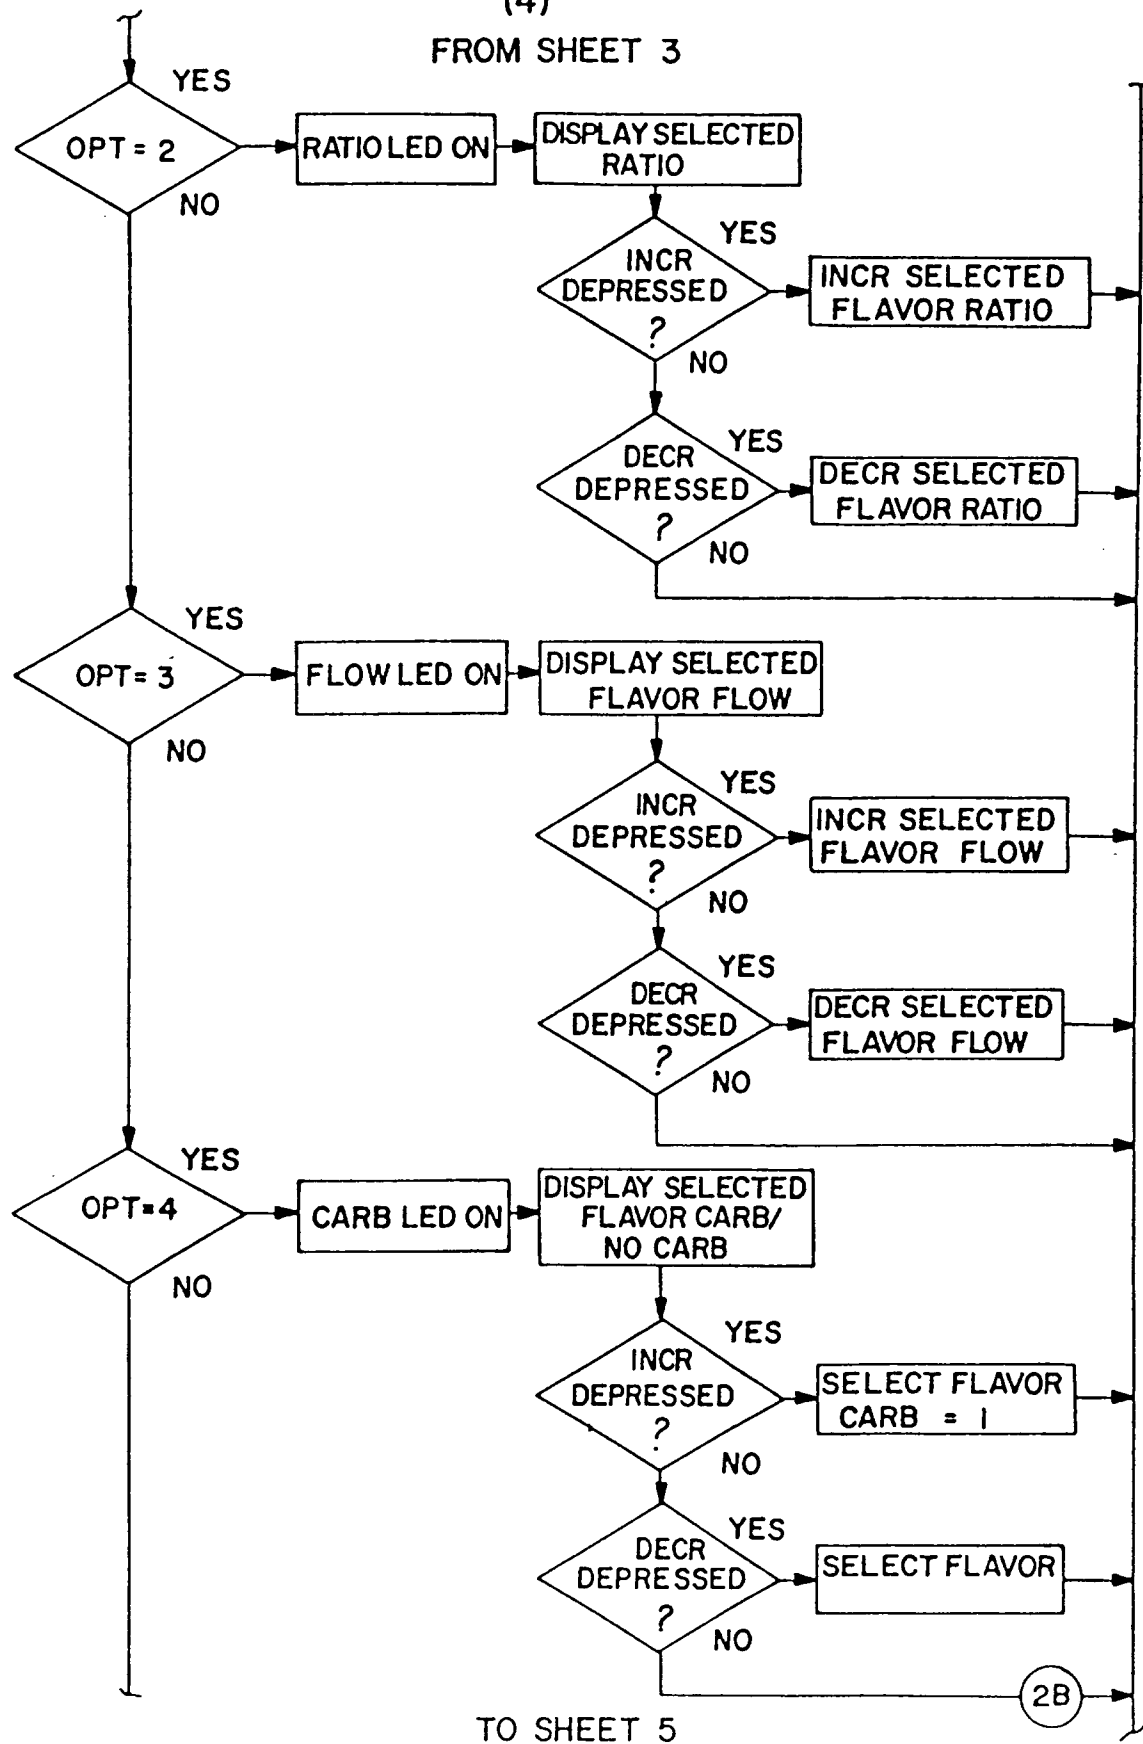 (4)
FROM SHEET 3
YES
OPT = 2
NO
RATIO LED ON
DISPLAY SELECTED
RATIO
YES
INCR
DEPRESSED
?
NO
INCR SELECTED
FLAVOR RATIO
YES
DECR
DEPRESSED
?
NO
DECR SELECTED
FLAVOR RATIO
YES
OPT = 3
NO
FLOW LED ON
DISPLAY SELECTED
FLAVOR FLOW
YES
INCR
DEPRESSED
?
NO
INCR SELECTED
FLAVOR FLOW
YES
DECR
DEPRESSED
?
NO
DECR SELECTED
FLAVOR FLOW
YES
OPT=4
NO
CARB LED ON
DISPLAY SELECTED
FLAVOR CARB/
NO CARB
YES
INCR
DEPRESSED
?
NO
SELECT FLAVOR
CARB = 1
YES
DECR
DEPRESSED
?
NO
SELECT FLAVOR
2B
TO SHEET 5